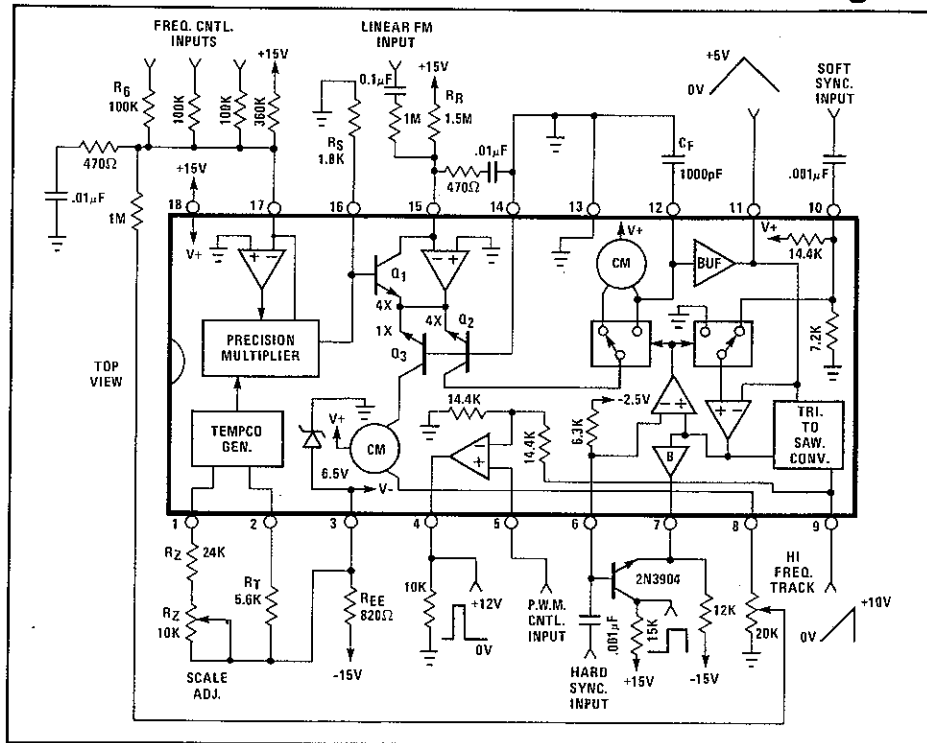 FREQ. CNTL.
INPUTS
LINEAR FM
INPUT
+15V
R6
100K
100K
100K
360K
0.1µF
1M
+15V
RR
1.5M
+5V
0V
SOFT
SYNC.
INPUT
RS
1.8K
470Ω
.01µF
CF
1000pF
.001µF
470Ω
.01µF
1M
+15V
18
17
16
15
14
13
12
11
10
V+
Q1
4X
1X
4X
Q2
Q3
V+
CM
BUF
V+
14.4K
7.2K
PRECISION
MULTIPLIER
TOP
VIEW
TEMPCO
GEN.
V+
6.5V
CM
V-
14.4K
14.4K
6.3K
-2.5V
B
TRI.
TO
SAW.
CONV.
1
2
3
4
5
6
7
8
9
RZ
24K
RT
5.6K
REE
820Ω
10K
+12V
0V
P.W.M.
CNTL.
INPUT
2N3904
HI
FREQ.
TRACK
+10V
0V
RZ
10K
SCALE
ADJ.
-15V
.001µF
HARD
SYNC.
INPUT
15K
+15V
12K
-15V
20K